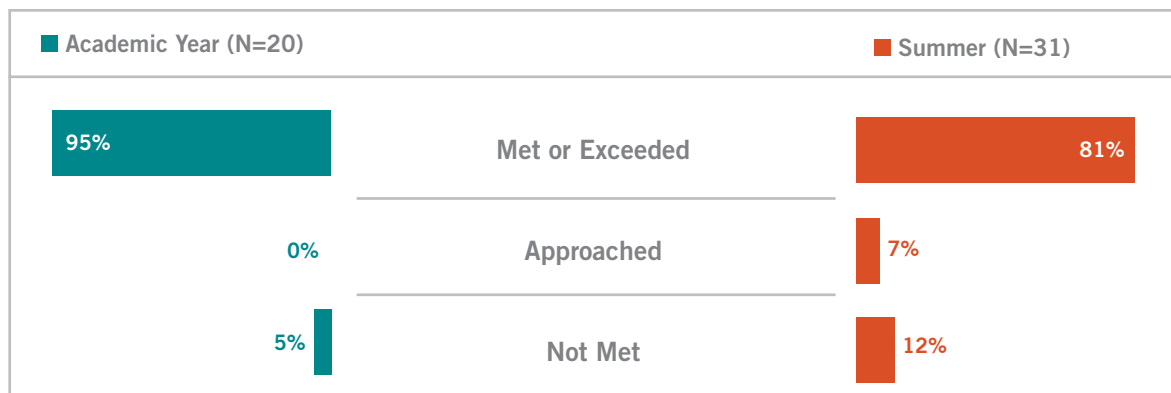 Academic Year (N=20)
Summer (N=31)
95%
Met or Exceeded
81%
0%
Approached
7%
5%
Not Met
12%